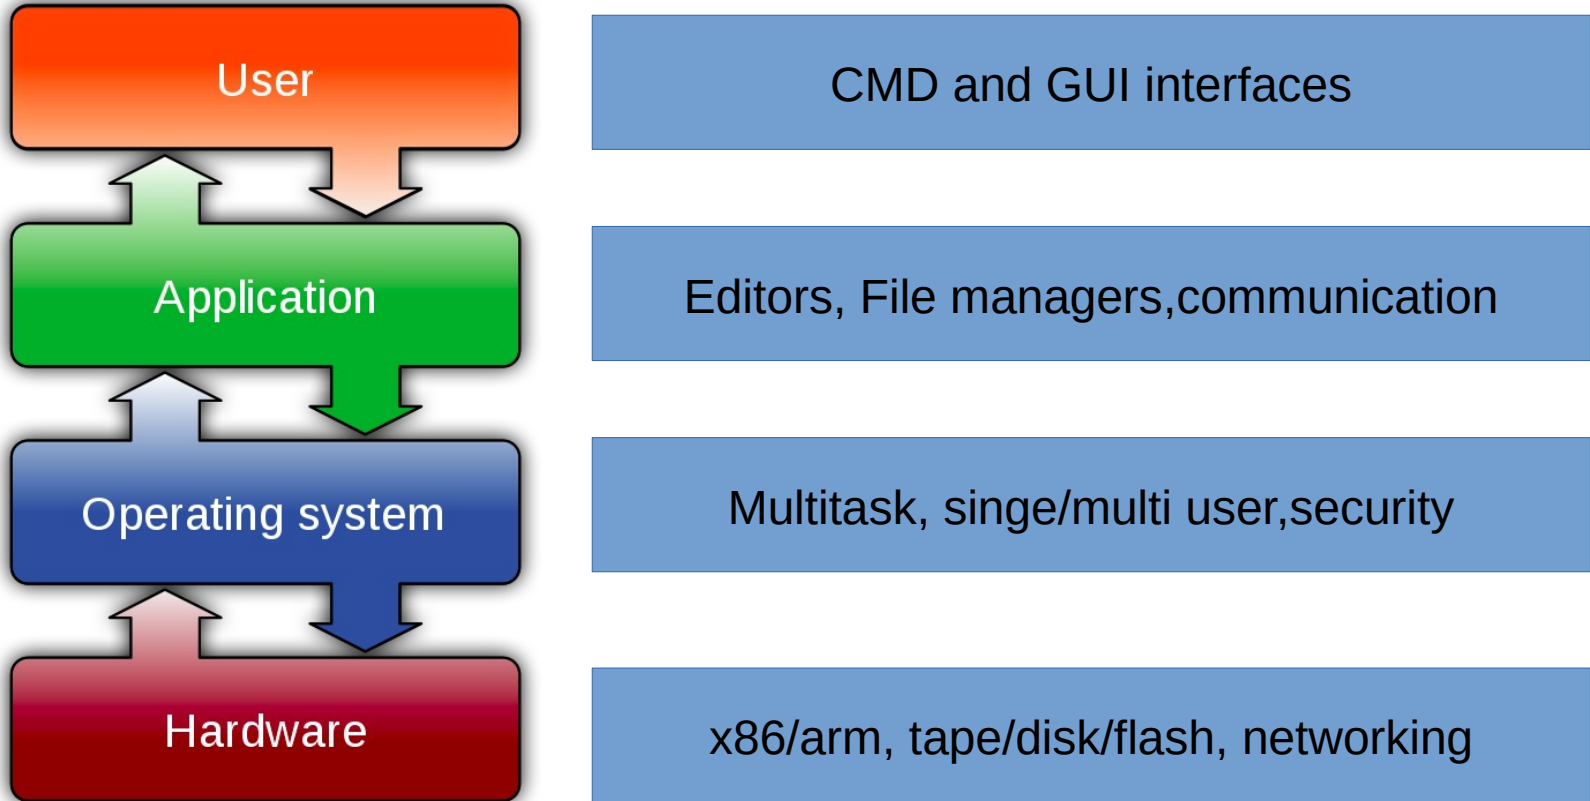 User
CMD and GUI interfaces
Application
Editors, File managers,communication
Operating system
Multitask, singe/multi user,security
Hardware
x86/arm, tape/disk/flash, networking